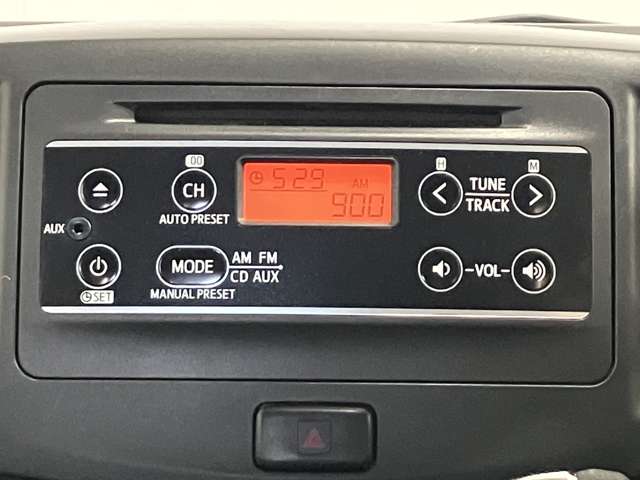 00
CH
AUTO PRESET
5:29
AM
900
H
TUNE
TRACK
M
AUX
SET
MODE
MANUAL PRESET
AM FM
CD AUX
-VOL-